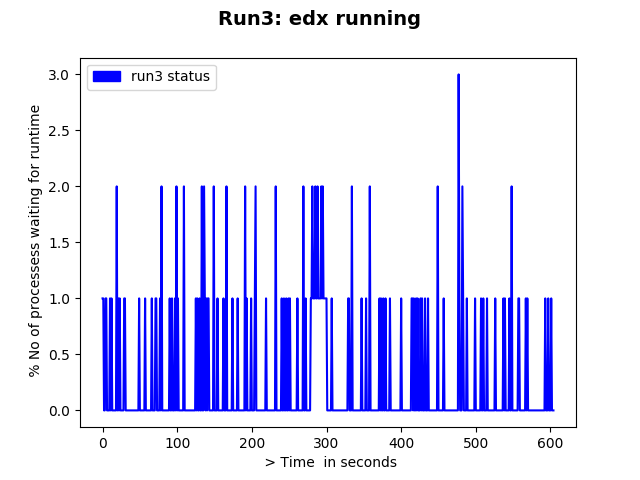 Run3: edx running
run3 status
3.0
2.5
2.0
1.5
1.0
0.5
0.0
% No of processess waiting for runtime
0 100 200 300 400 500 600
> Time  in seconds